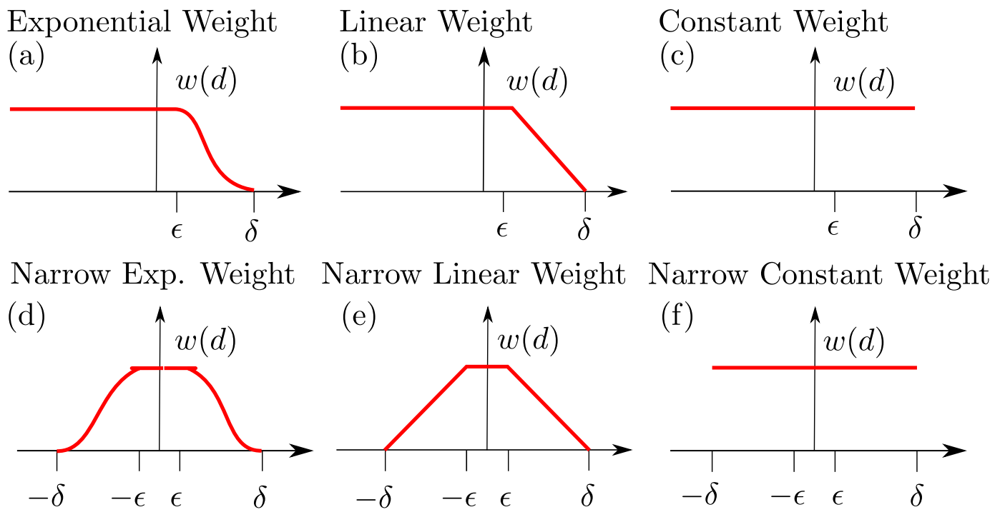 Exponential Weight
Linear Weight
Constant Weight
(a)
(b)
(c)
w(d)
w(d)
w(d)
ϵ
δ
ϵ
δ
ϵ
δ
Narrow Exp. Weight
Narrow Linear Weight
Narrow Constant Weight
(d)
(e)
(f)
w(d)
w(d)
w(d)
−δ
−ϵ
ϵ
δ
−δ
−ϵ
ϵ
δ
−δ
−ϵ
ϵ
δ